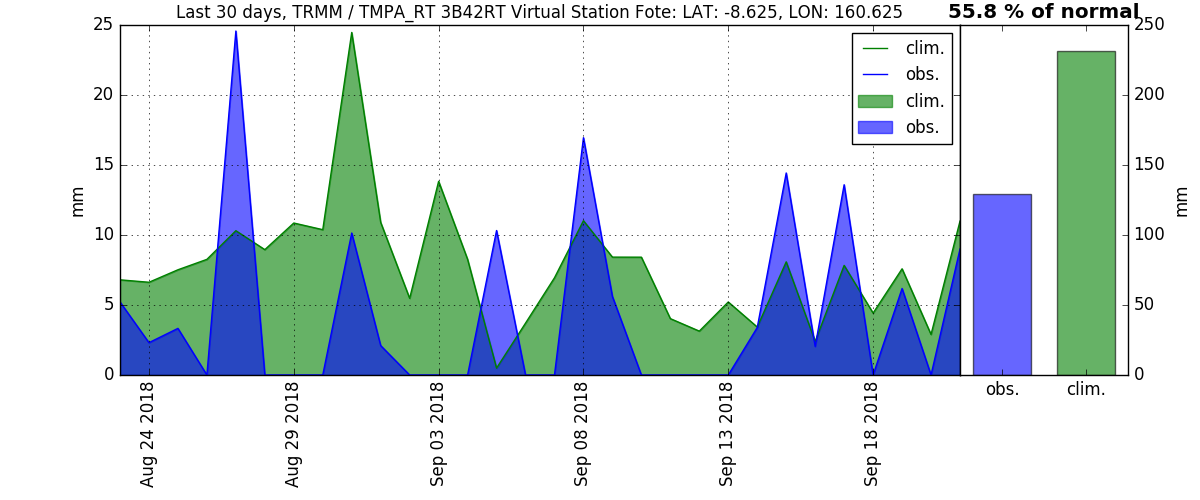 Last 30 days, TRMM / TMPA_RT 3B42RT Virtual Station Fote: LAT: -8.625, LON: 160.625
55.8 % of normal
clim.
obs.
clim.
obs.
25
20
15
10
5
0
mm
250
200
150
100
50
0
mm
Aug 24 2018
Aug 29 2018
Sep 03 2018
Sep 08 2018
Sep 13 2018
Sep 18 2018
obs.
clim.